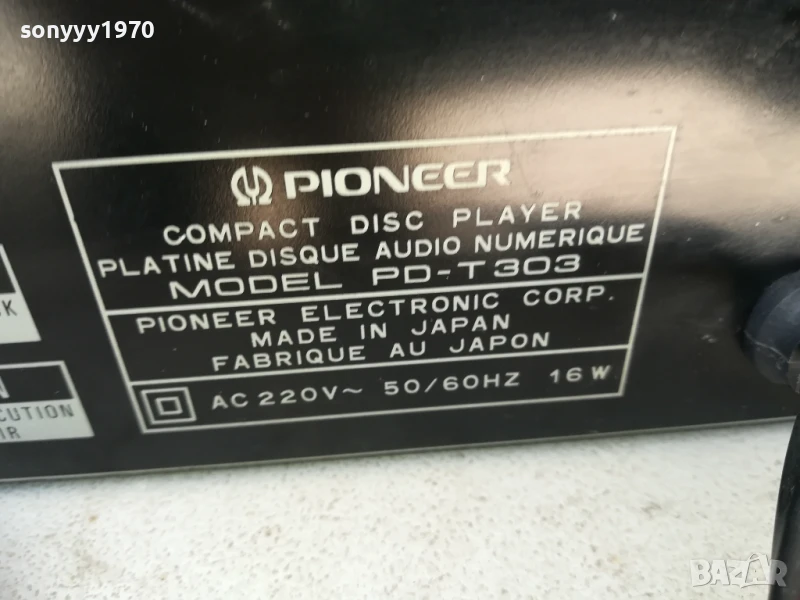 sonyyy1970
PIONEER
COMPACT DISC PLAYER
PLATINE DISQUE AUDIO NUMERIQUE
MODEL PD-T303
PIONEER ELECTRONIC CORP.
MADE IN JAPAN
FABRIQUE AU JAPON
AC 220V~ 50/60HZ 16W
BAZAR